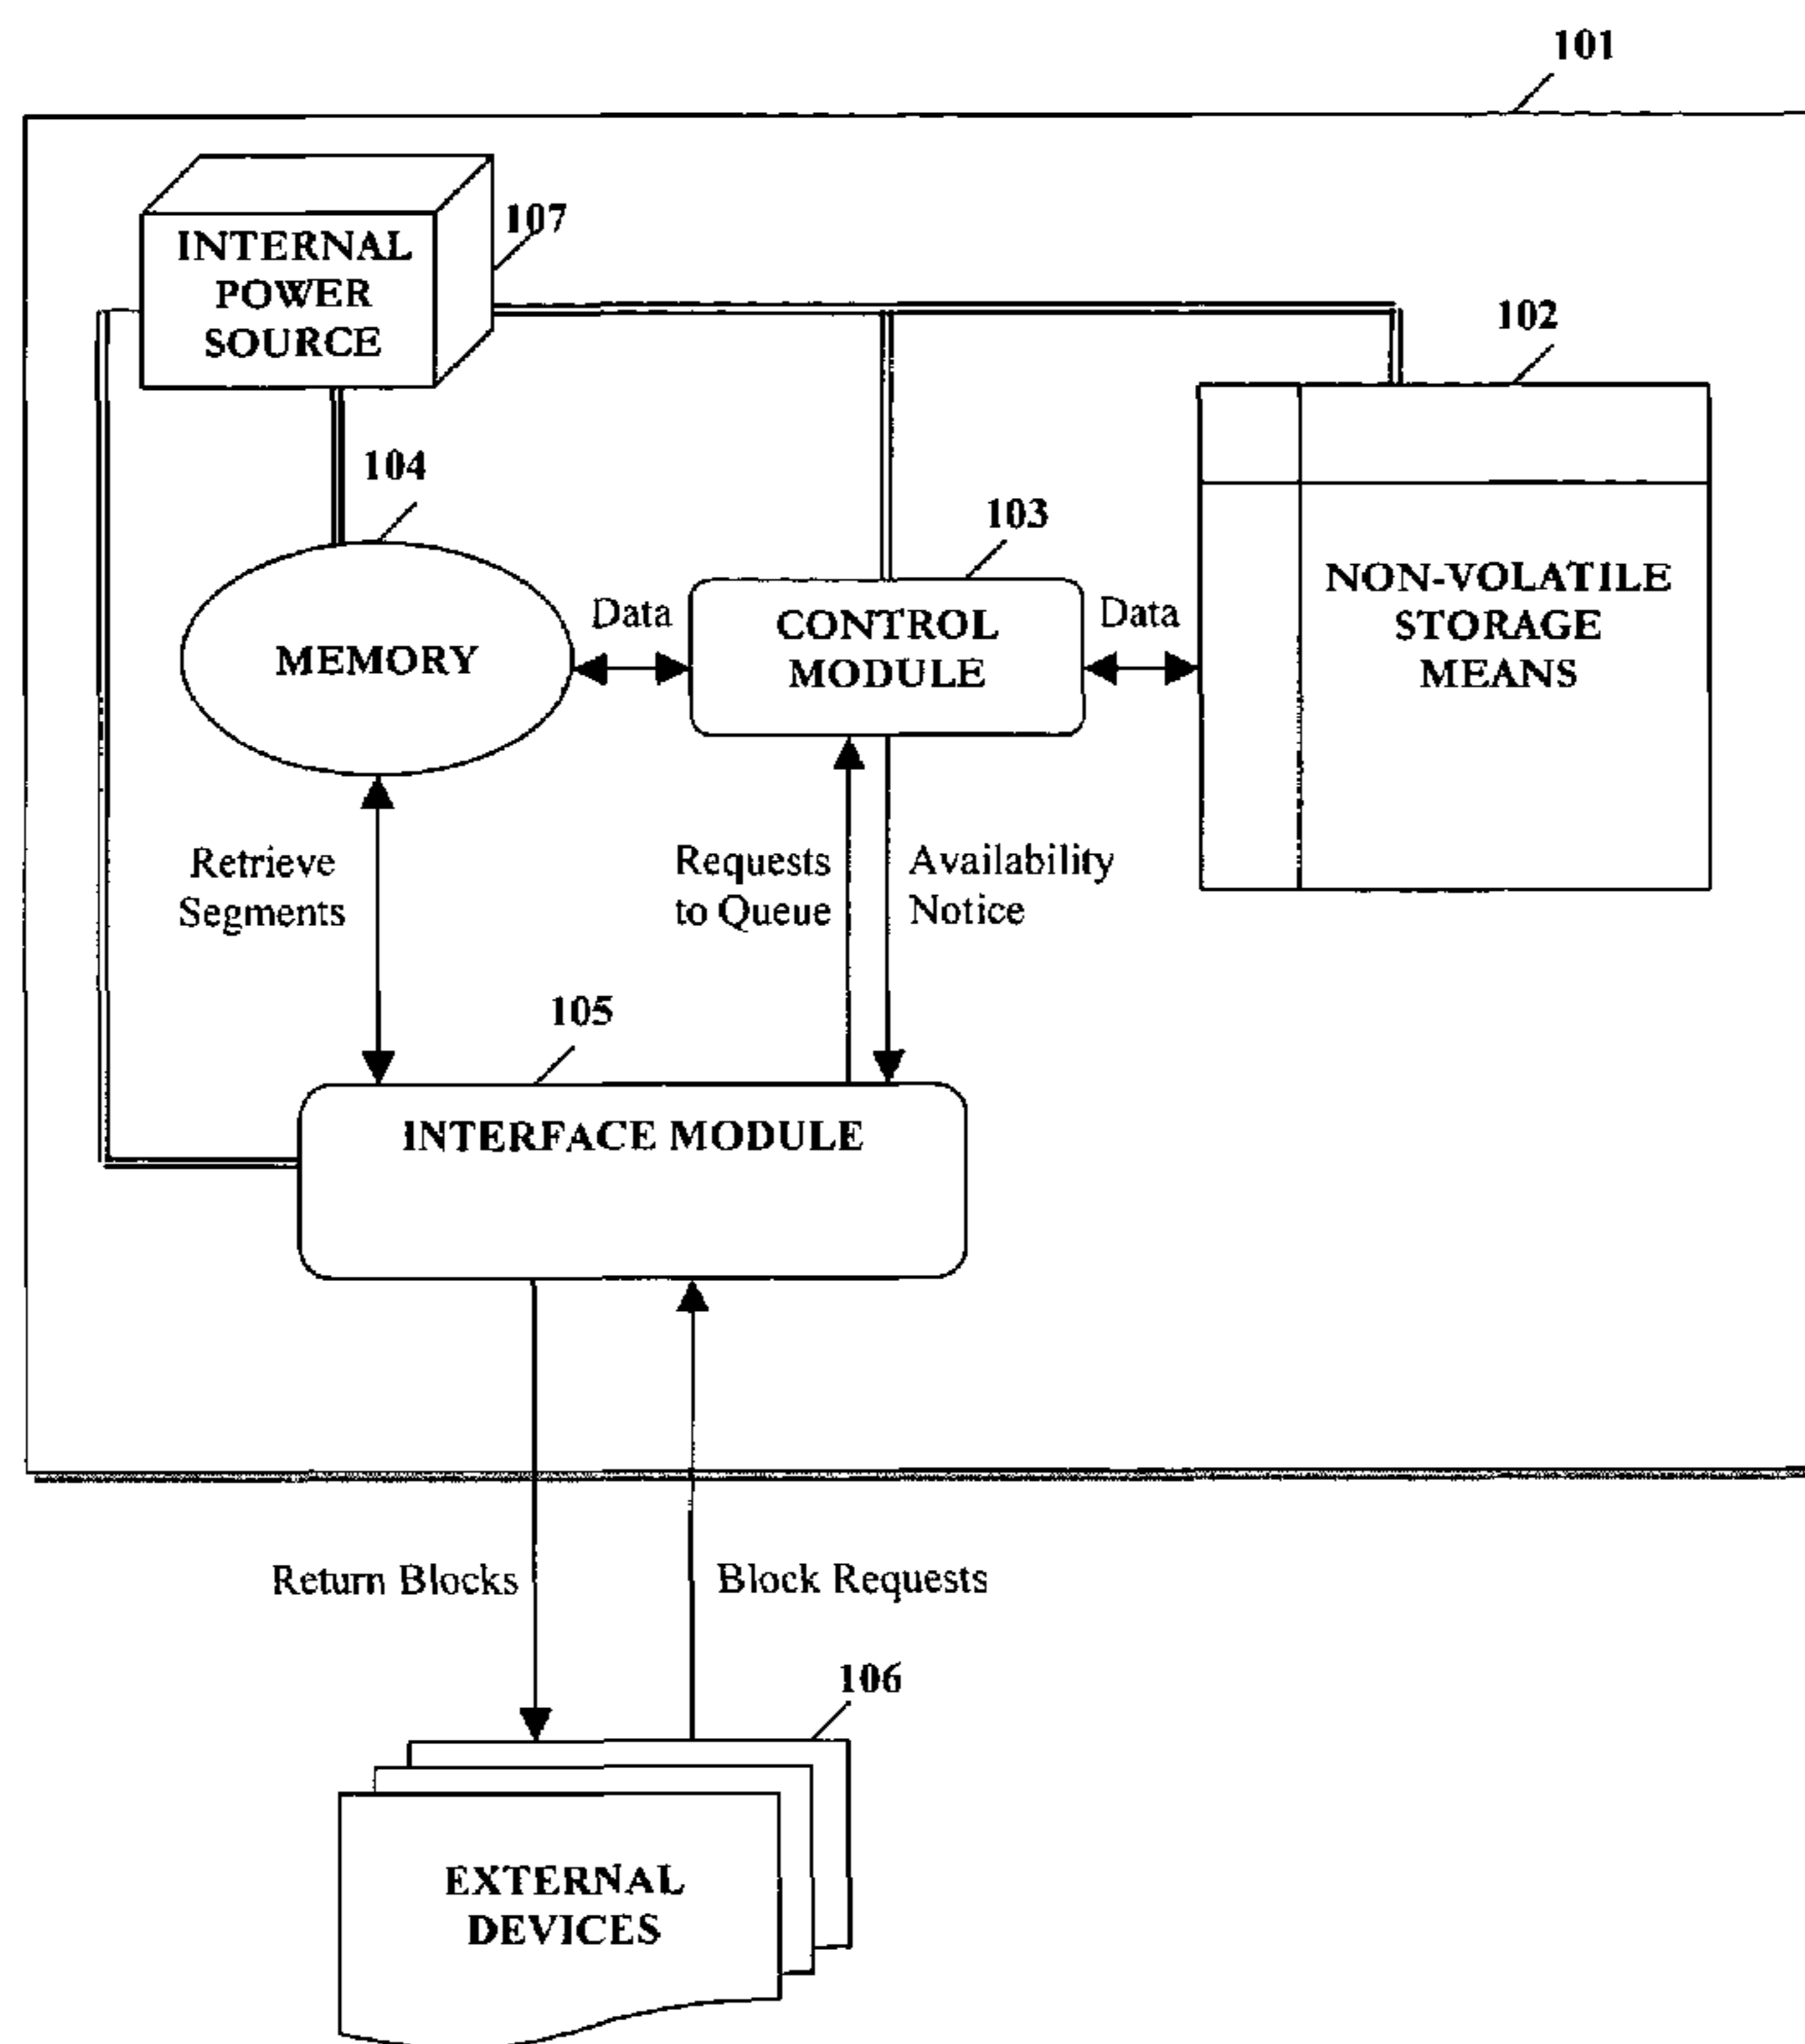 101
107
INTERNAL
POWER
SOURCE
102
104
103
NON-VOLATILE
STORAGE
MEANS
Data
CONTROL
MODULE
Data
MEMORY
Retrieve
Segments
Requests
to Queue
Availability
Notice
105
INTERFACE MODULE
Return Blocks
Block Requests
106
EXTERNAL
DEVICES